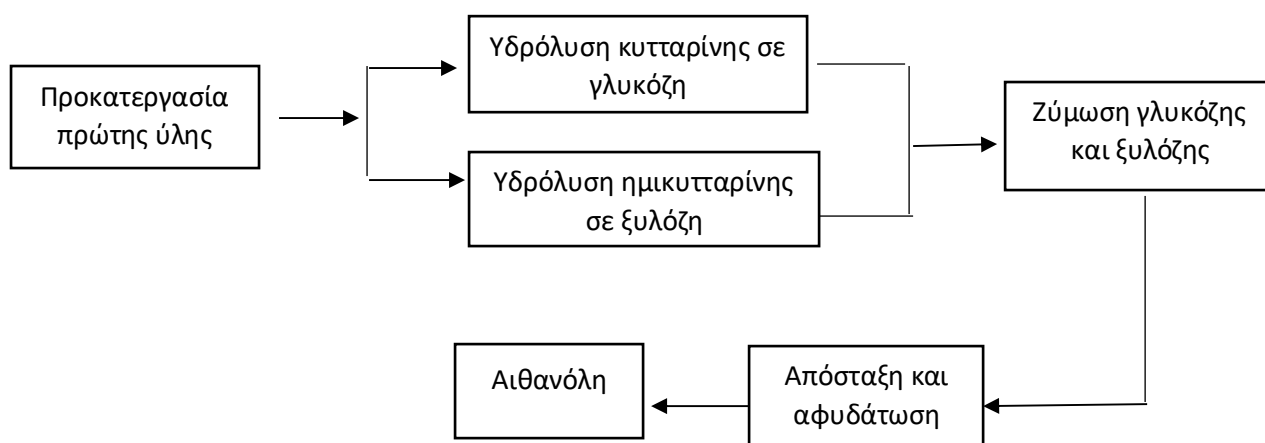 Προκατεργασία
πρώτης ύλης
Υδρόλυση κυτταρίνης σε
γλυκόζη
Υδρόλυση ημικυτταρίνης
σε ξυλόζη
Ζύμωση γλυκόζης
και ξυλόζης
Απόσταξη και
αφυδάτωση
Αιθανόλη